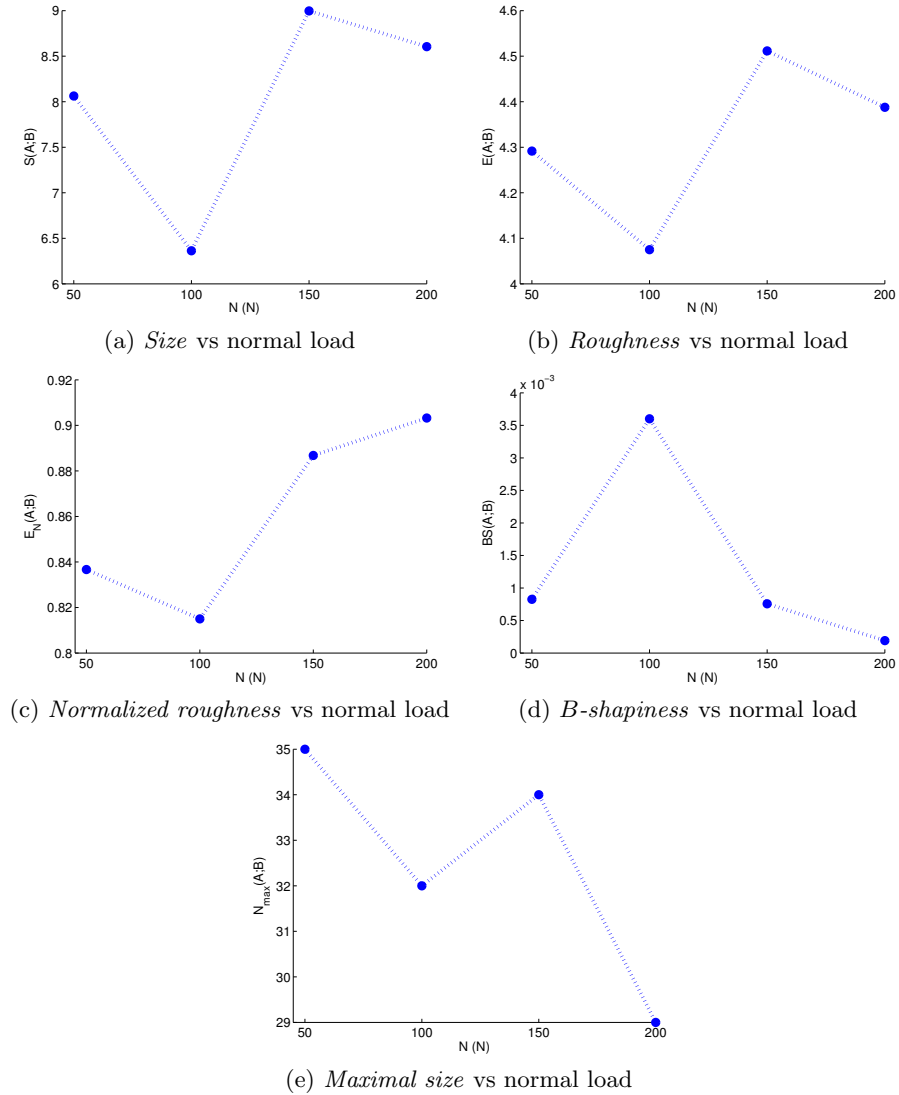 9
8.5
8
7.5
7
6.5
6
S(A;B)
50 100 150 200
N (N)
(a) Size vs normal load
4.6
4.5
4.4
4.3
4.2
4.1
4
E(A;B)
50 100 150 200
N (N)
(b) Roughness vs normal load
0.92
0.9
0.88
0.86
0.84
0.82
0.8
E_N(A;B)
50 100 150 200
N (N)
(c) Normalized roughness vs normal load
x 10⁻³
4
3.5
3
2.5
2
1.5
1
0.5
0
BS(A;B)
50 100 150 200
N (N)
(d) B-shapiness vs normal load
35
34
33
32
31
30
29
N_max(A;B)
50 100 150 200
N (N)
(e) Maximal size vs normal load